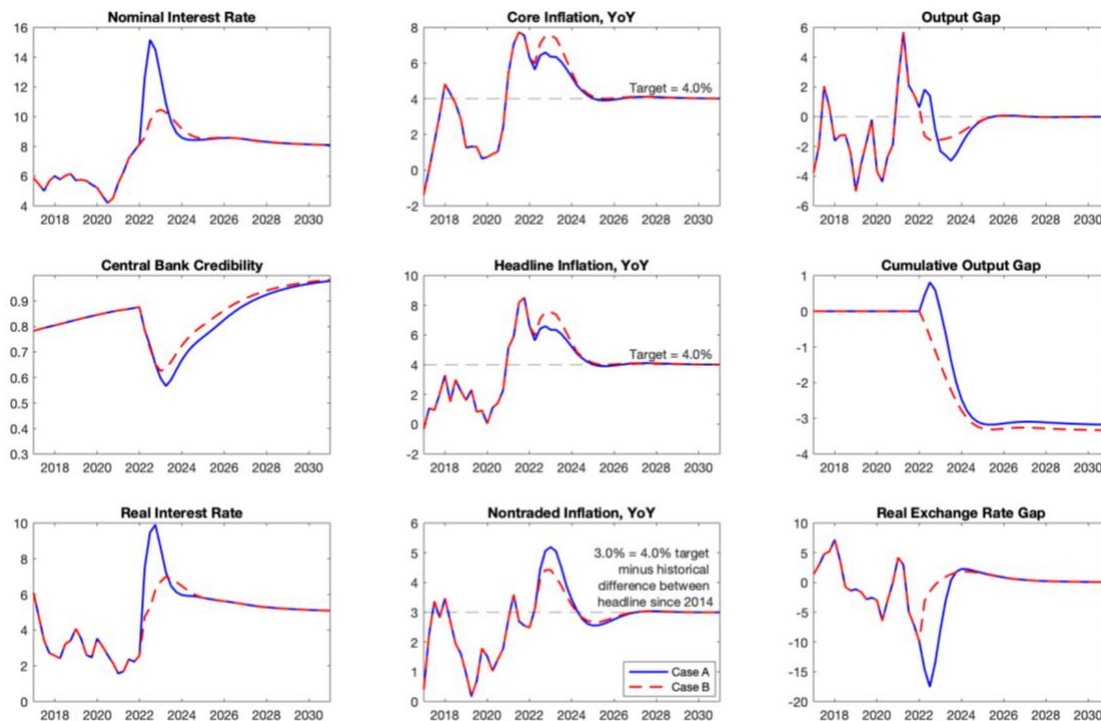 Nominal Interest Rate
16
14
12
10
8
6
4
2018 2020 2022 2024 2026 2028 2030
Core Inflation, YoY
8
6
4
2
0
-2
Target = 4.0%
2018 2020 2022 2024 2026 2028 2030
Output Gap
6
4
2
0
-2
-4
-6
2018 2020 2022 2024 2026 2028 2030
Central Bank Credibility
0.9
0.8
0.7
0.6
0.5
0.4
0.3
2018 2020 2022 2024 2026 2028 2030
Headline Inflation, YoY
10
8
6
4
2
0
-2
Target = 4.0%
2018 2020 2022 2024 2026 2028 2030
Cumulative Output Gap
1
0
-1
-2
-3
-4
2018 2020 2022 2024 2026 2028 2030
Real Interest Rate
10
8
6
4
2
0
2018 2020 2022 2024 2026 2028 2030
Nontraded Inflation, YoY
6
5
4
3
2
1
0
3.0% = 4.0% target
minus historical
difference between
headline since 2014
Case A
Case B
2018 2020 2022 2024 2026 2028 2030
Real Exchange Rate Gap
10
5
0
-5
-10
-15
-20
2018 2020 2022 2024 2026 2028 2030